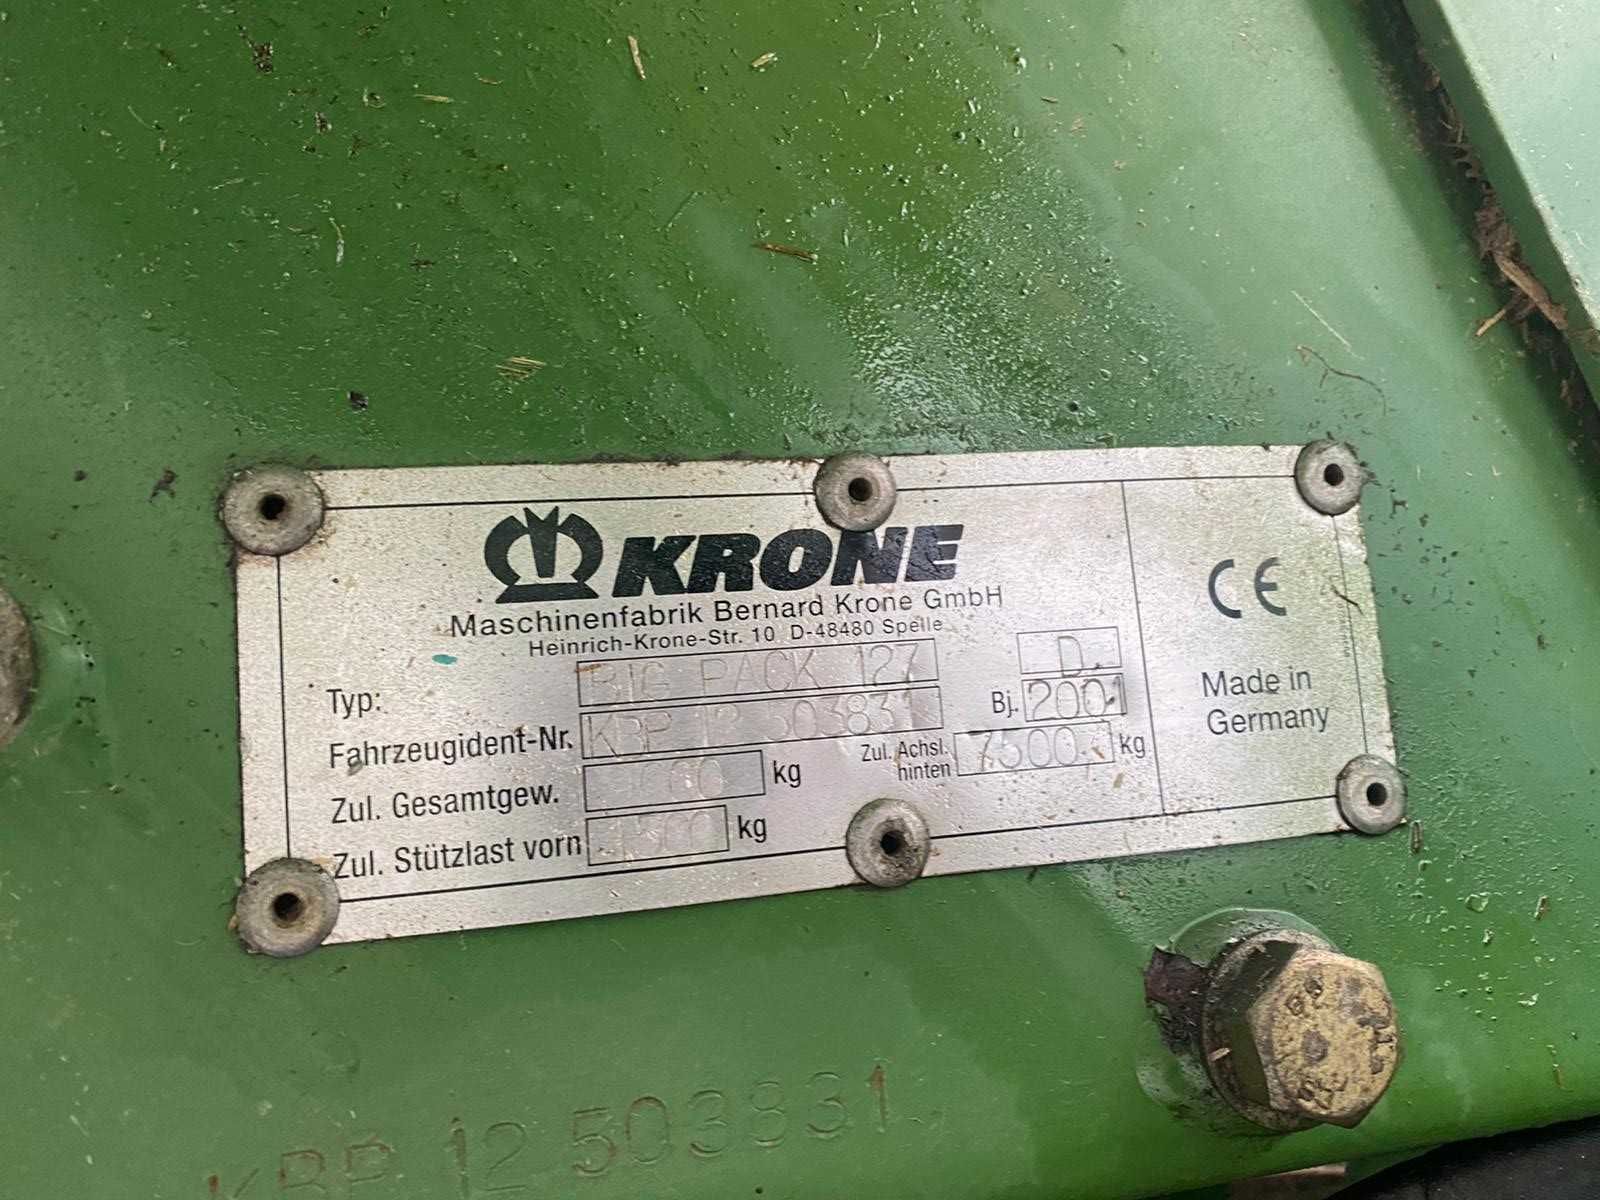 KRONE
Maschinenfabrik Bernard Krone GmbH
Heinrich-Krone-Str. 10 D-48480 Spelle
Typ: BIG PACK 127 D.
Fahrzeugident-Nr. KBP 12 503831 Bj. 2001
Zul. Gesamtgew. kg Zul. Achsl. hinten 7500 kg
Zul. Stützlast vorn kg
CE
Made in
Germany
KBP 12 503831